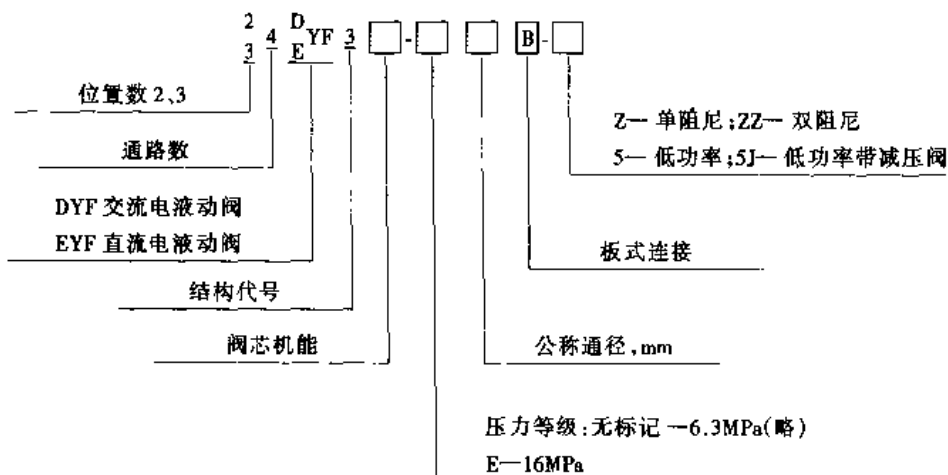 2 D
3 4 E YF 3 □-□ □ B-□
位置数 2、3
通路数
DYF 交流电液动阀
EYF 直流电液动阀
结构代号
阀芯机能
Z— 单阻尼;ZZ— 双阻尼
5— 低功率;5J— 低功率带减压阀
板式连接
公称通径,mm
压力等级:无标记 —6.3MPa(略)
E—16MPa